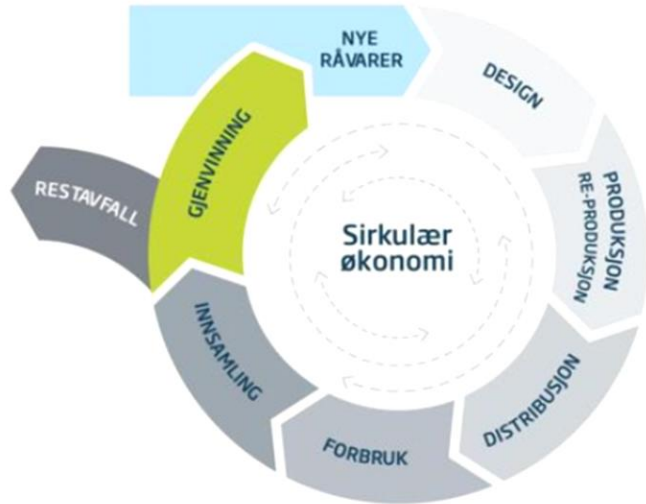 NYE
RÅVARER
DESIGN
PRODUKSJON
RE-PRODUKSJON
DISTRIBUSJON
FORBRUK
INNSAMLING
GJENVINNING
RESTAVFALL
Sirkulær
økonomi